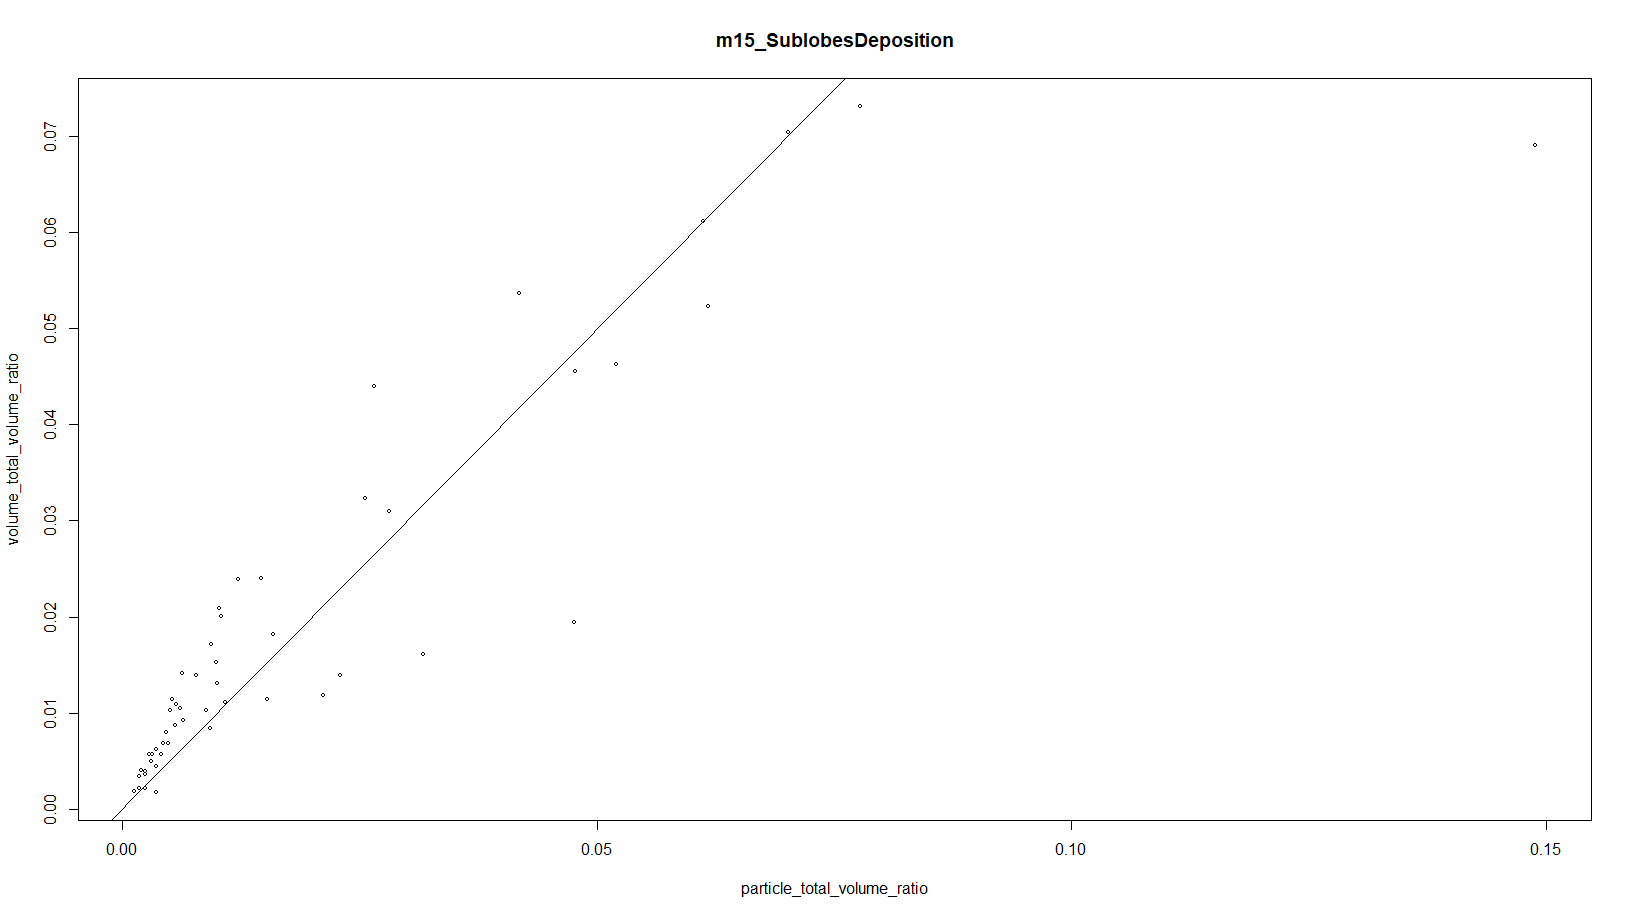 m15_SublobesDeposition
volume_total_volume_ratio
0.07
0.06
0.05
0.04
0.03
0.02
0.01
0.00
0.00 0.05 0.10 0.15
particle_total_volume_ratio